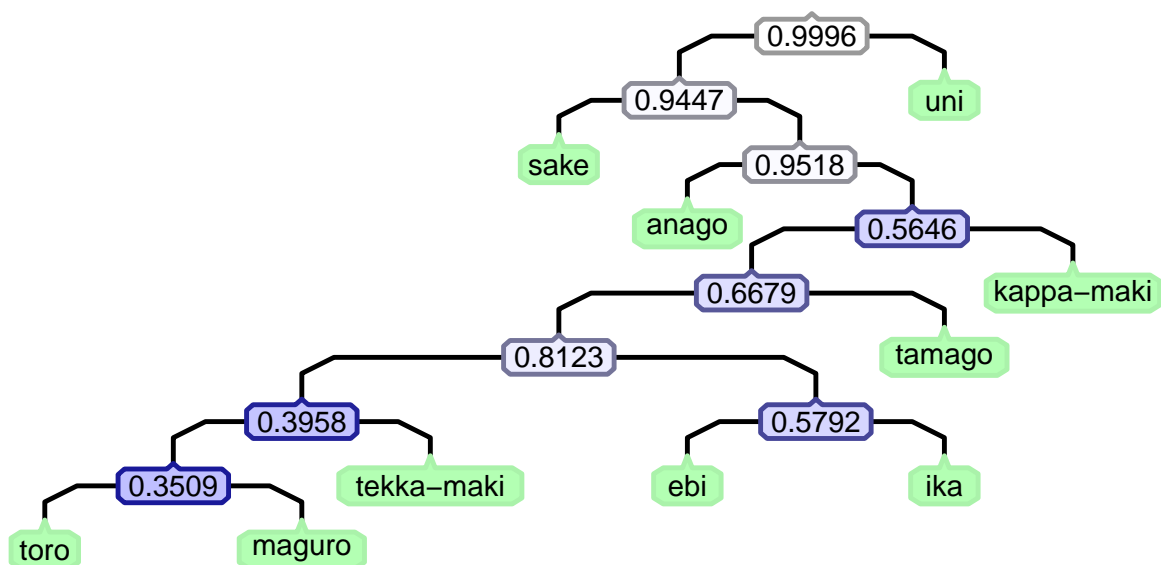 0.9996
0.9447
uni
sake
0.9518
anago
0.5646
0.6679
kappa−maki
0.8123
tamago
0.3958
0.5792
0.3509
tekka−maki
ebi
ika
toro
maguro